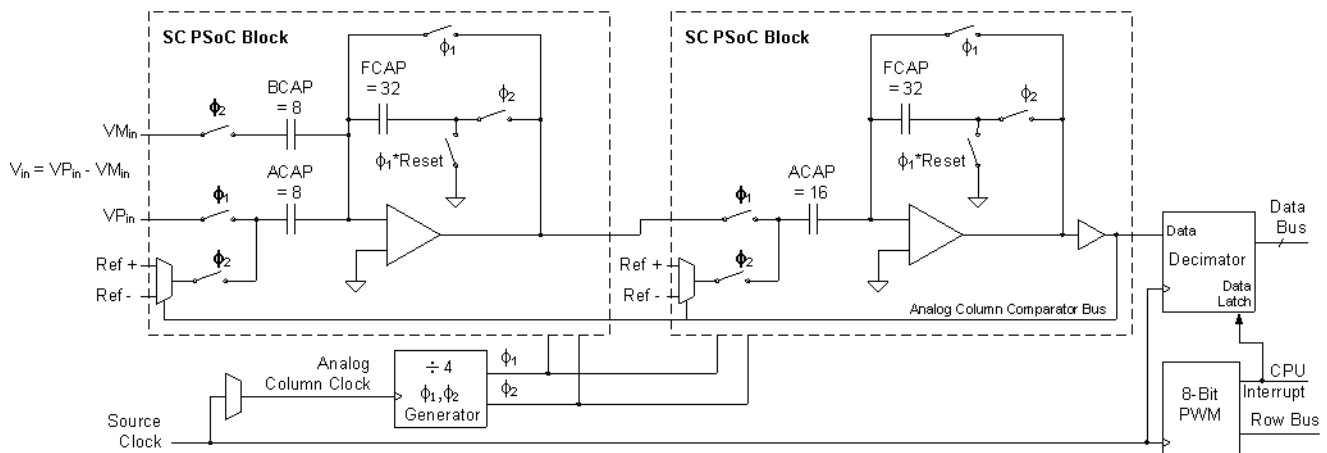 SC PSoC Block
ϕ1
FCAP
= 32
ϕ2
BCAP
= 8
ϕ2
VMin
ϕ1*Reset
Vin = VPin - VMin
ACAP
= 8
ϕ1
VPin
ϕ2
Ref +
Ref -
SC PSoC Block
ϕ1
FCAP
= 32
ϕ2
ϕ1*Reset
ACAP
= 16
ϕ1
ϕ2
Ref +
Ref -
Analog Column Comparator Bus
Data
Decimator
Data
Latch
Data
Bus
Analog
Column Clock
÷ 4
ϕ1,ϕ2
Generator
ϕ1
ϕ2
Source
Clock
8-Bit
PWM
CPU
Interrupt
Row Bus